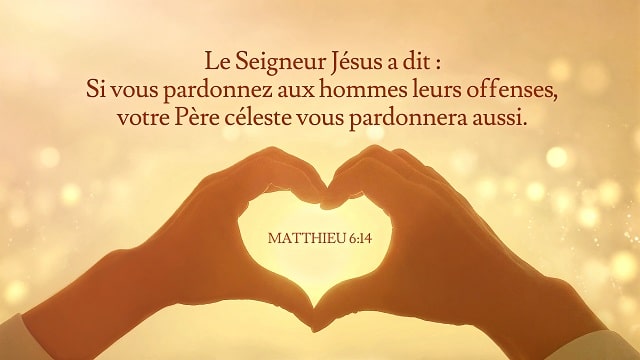 Le Seigneur Jésus a dit :
Si vous pardonnez aux hommes leurs offenses,
votre Père céleste vous pardonnera aussi.
MATTHIEU 6:14